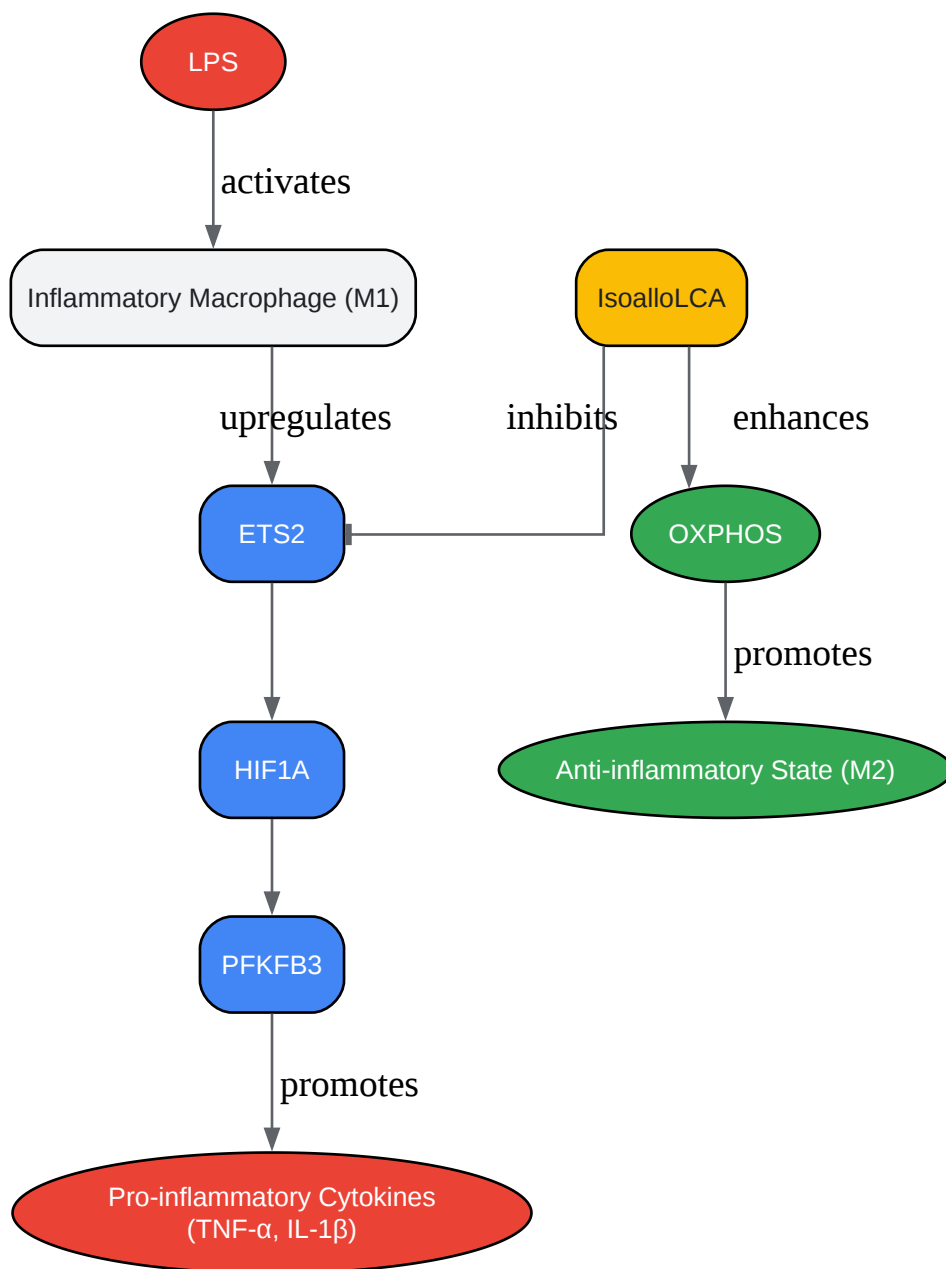 LPS
activates
Inflammatory Macrophage (M1)
IsoalloLCA
upregulates
inhibits
enhances
ETS2
OXPHOS
promotes
HIF1A
Anti-inflammatory State (M2)
PFKFB3
promotes
Pro-inflammatory Cytokines
(TNF-α, IL-1β)